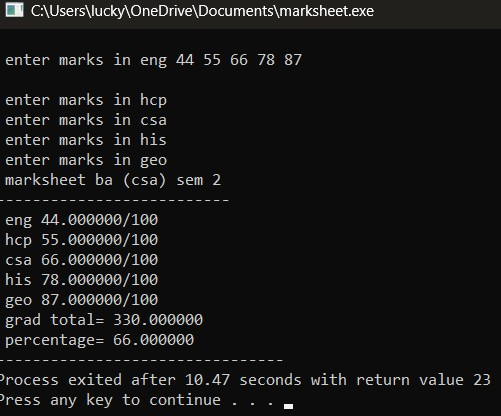 C:\Users\lucky\OneDrive\Documents\marksheet.exe
enter marks in eng 44 55 66 78 87
enter marks in hcp
enter marks in csa
enter marks in his
enter marks in geo
marksheet ba (csa) sem 2
--------------------------
eng 44.000000/100
hcp 55.000000/100
csa 66.000000/100
his 78.000000/100
geo 87.000000/100
grad total= 330.000000
percentage= 66.000000
--------------------------------
Process exited after 10.47 seconds with return value 23
Press any key to continue . . .